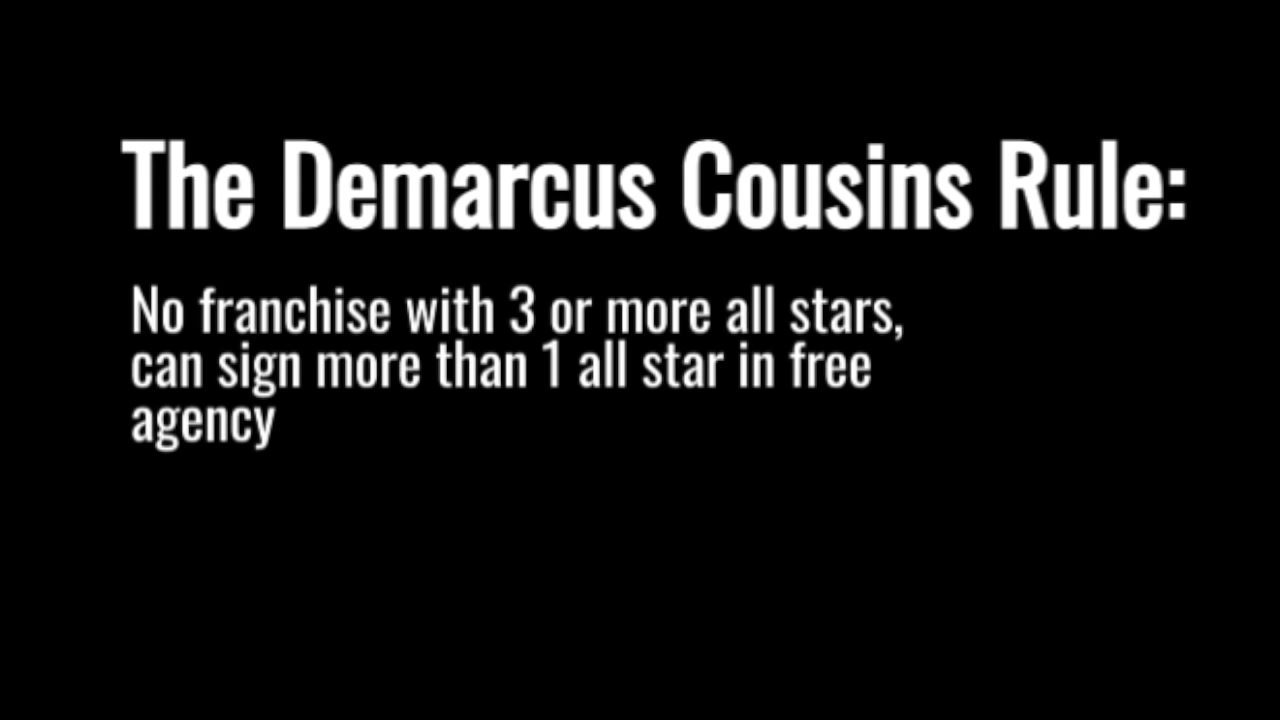 The Demarcus Cousins Rule:
No franchise with 3 or more all stars,
can sign more than 1 all star in free
agency